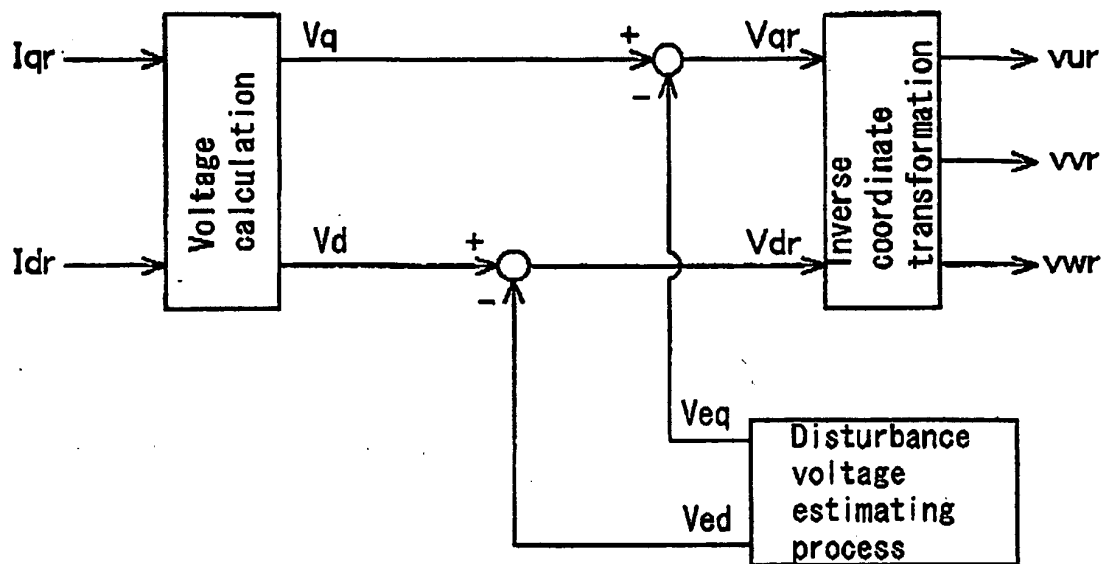 Iqr
Voltage
calculation
Vq
+
-
Vqr
Inverse
coordinate
transformation
vur
vvr
Idr
Vd
+
-
Vdr
vwr
Veq
Ved
Disturbance
voltage
estimating
process